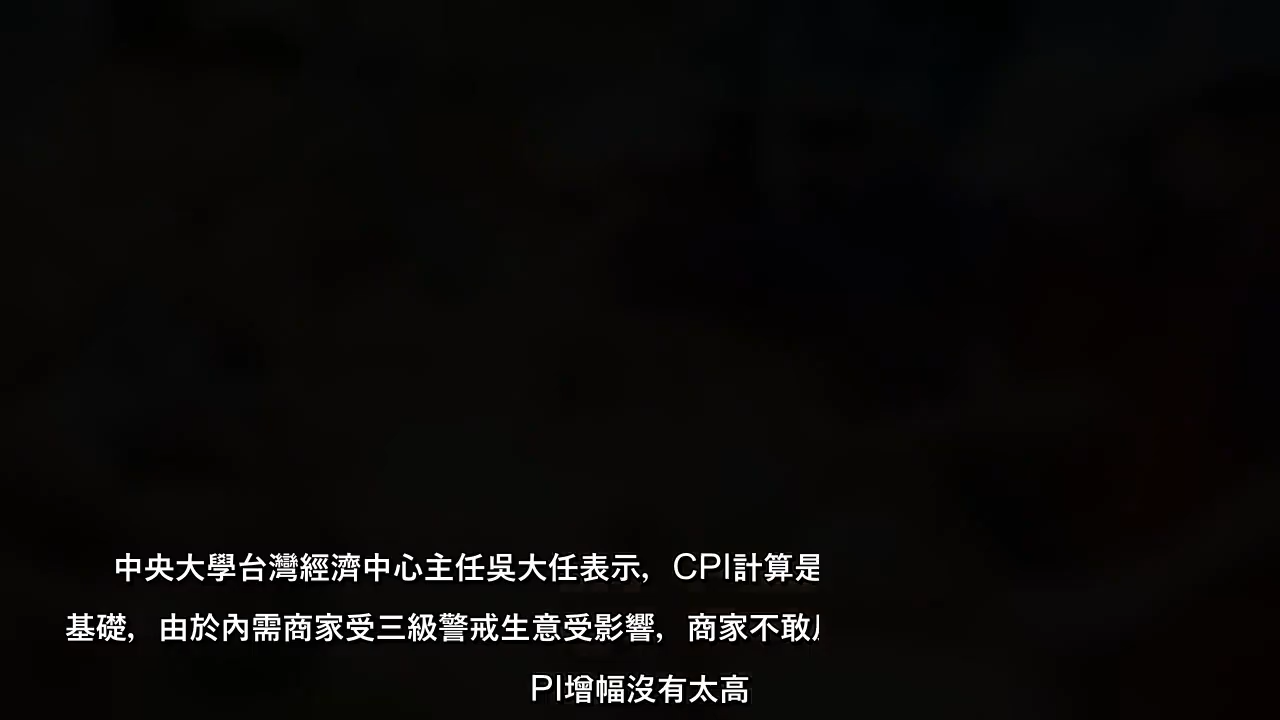 中央大學台灣經濟中心主任吳大任表示，CPI計算是
基礎，由於內需商家受三級警戒生意受影響，商家不敢
PI增幅沒有太高